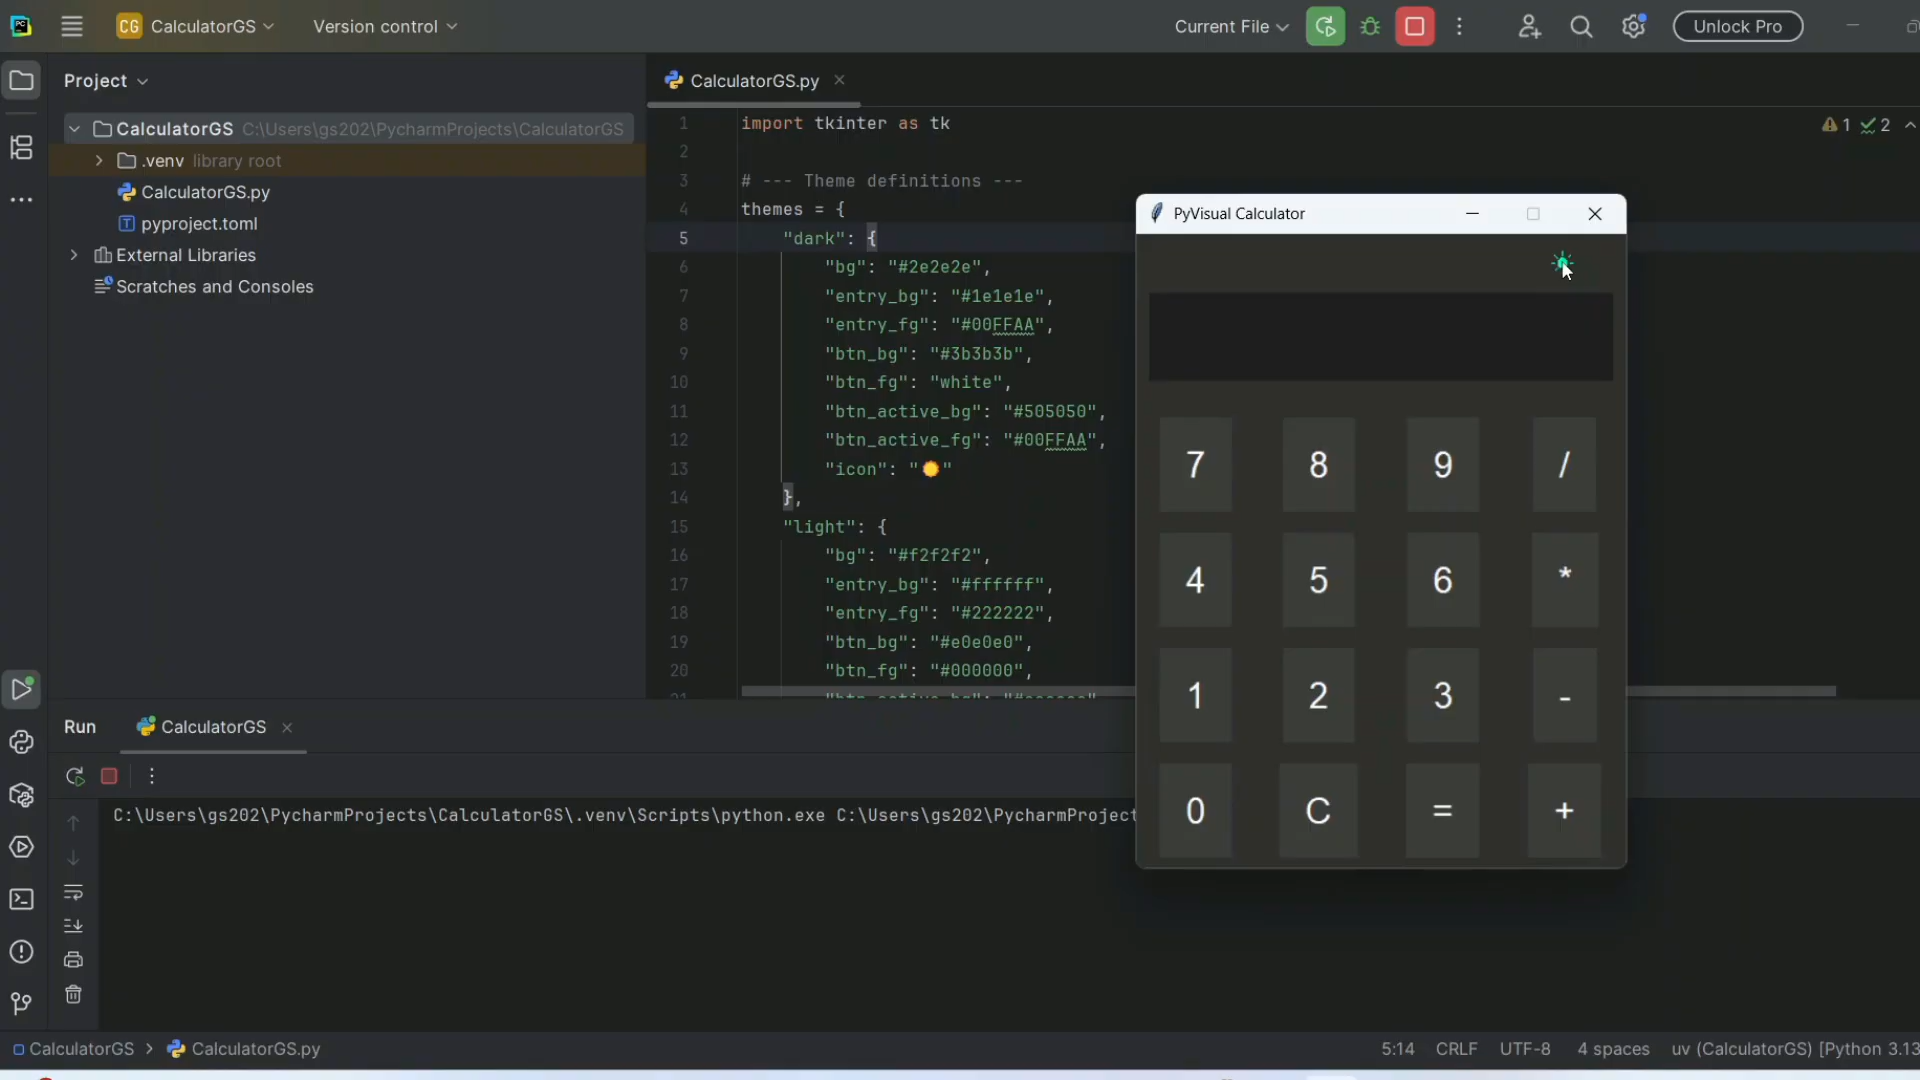 CG CalculatorGS Version control Current File Unlock Pro
Project
CalculatorGS C:\Users\gs202\PycharmProjects\CalculatorGS
.venv library root
CalculatorGS.py
pyproject.toml
External Libraries
Scratches and Consoles
CalculatorGS.py
1 import tkinter as tk
2
3 # --- Theme definitions ---
4 themes = {
5 "dark": {
6 "bg": "#2e2e2e",
7 "entry_bg": "#1e1e1e",
8 "entry_fg": "#00FFAA",
9 "btn_bg": "#3b3b3b",
10 "btn_fg": "white",
11 "btn_active_bg": "#505050",
12 "btn_active_fg": "#00FFAA",
13 "icon": "☀️"
14 },
15 "light": {
16 "bg": "#f2f2f2",
17 "entry_bg": "#ffffff",
18 "entry_fg": "#222222",
19 "btn_bg": "#e0e0e0",
20 "btn_fg": "#000000",
1 2
PyVisual Calculator
7 8 9 /
4 5 6 *
1 2 3 -
0 C = +
Run CalculatorGS
C:\Users\gs202\PycharmProjects\CalculatorGS\.venv\Scripts\python.exe C:\Users\gs202\PycharmProject
CalculatorGS > CalculatorGS.py 5:14 CRLF UTF-8 4 spaces uv (CalculatorGS) [Python 3.13